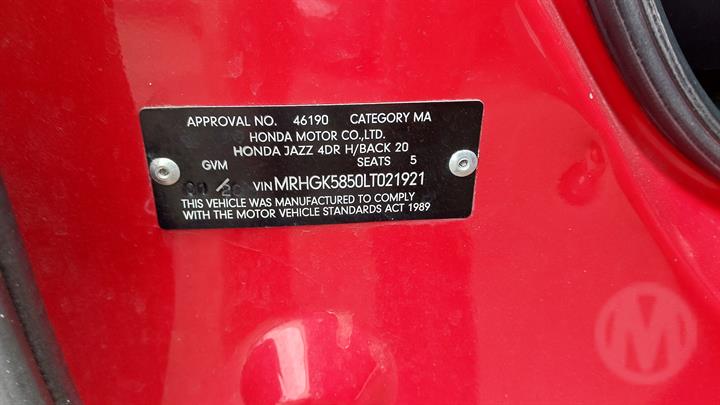 APPROVAL NO. 46190 CATEGORY MA
HONDA MOTOR CO.,LTD.
HONDA JAZZ 4DR H/BACK 20
GVM SEATS 5
VIN MRHGK5850LT021921
THIS VEHICLE WAS MANUFACTURED TO COMPLY
WITH THE MOTOR VEHICLE STANDARDS ACT 1989
M